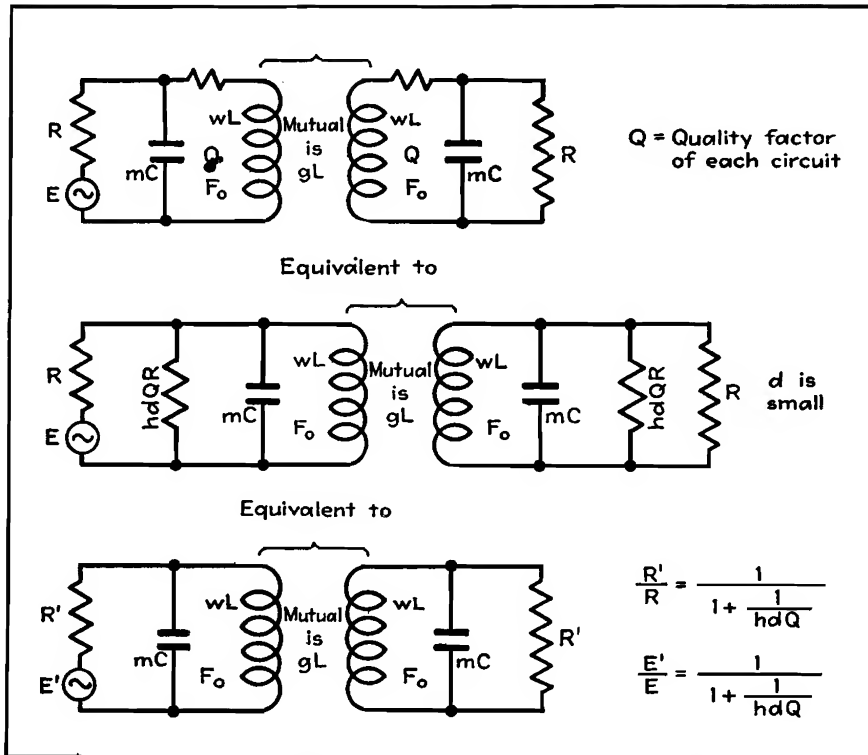 R
E
mC
wL
Q
F₀
Mutual
is
gL
wL
Q
F₀
mC
R
Q = Quality factor
of each circuit
Equivalent to
R
E
hdQR
mC
wL
F₀
Mutual
is
gL
wL
F₀
mC
hdQR
R
d is
small
Equivalent to
R'
E'
mC
wL
F₀
Mutual
is
gL
wL
F₀
mC
R'
R'/R = 1/(1 + 1/hdQ)
E'/E = 1/(1 + 1/hdQ)